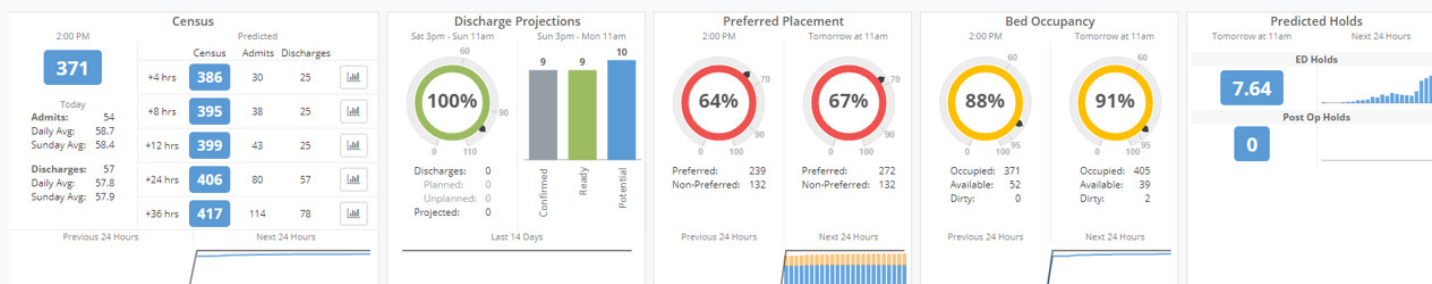 Census
2:00 PM
Predicted
Census Admits Discharges
371
+4 hrs 386 30 25
+8 hrs 395 38 25
+12 hrs 399 43 25
+24 hrs 406 80 57
+36 hrs 417 114 78
Today
Admits: 54
Daily Avg: 58.7
Sunday Avg: 58.4
Discharges: 57
Daily Avg: 57.8
Sunday Avg: 57.9
Previous 24 Hours
Next 24 Hours
Discharge Projections
Sat 3pm - Sun 11am
60
100%
90
0 110
Discharges: 0
Planned: 0
Unplanned: 0
Projected: 0
Sun 3pm - Mon 11am
9 9 10
Confirmed
Ready
Potential
Last 14 Days
Preferred Placement
2:00 PM
70
64%
90
0 100
Preferred: 239
Non-Preferred: 132
Tomorrow at 11am
70
67%
90
0 100
Preferred: 272
Non-Preferred: 132
Previous 24 Hours
Next 24 Hours
Bed Occupancy
2:00 PM
60
88%
95
0 100
Occupied: 371
Available: 52
Dirty: 0
Tomorrow at 11am
60
91%
95
0 100
Occupied: 405
Available: 39
Dirty: 2
Previous 24 Hours
Next 24 Hours
Predicted Holds
Tomorrow at 11am
Next 24 Hours
ED Holds
7.64
Post Op Holds
0